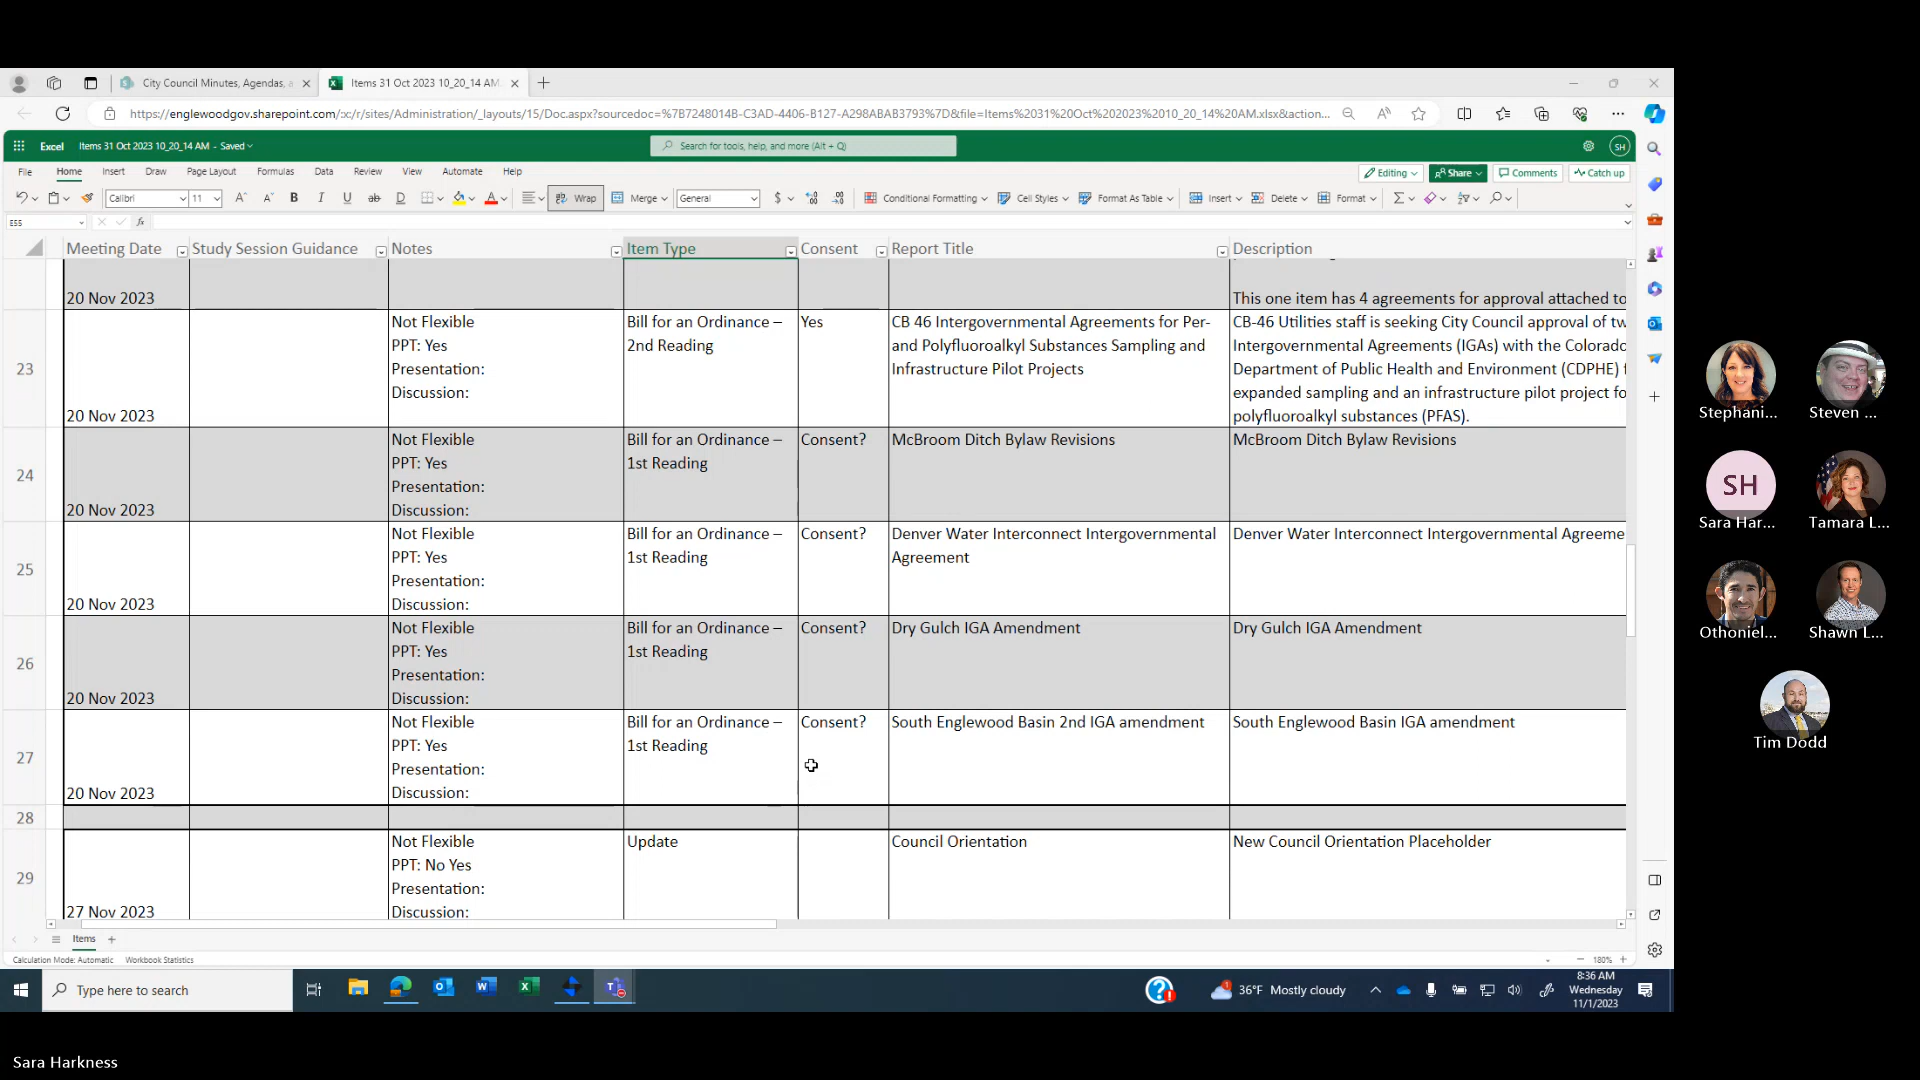 City Council Minutes, Agendas,
Items 31 Oct 2023 10_20_14 AM
https://englewoodgov.sharepoint.com/:x:/r/sites/Administration/_layouts/15/Doc.aspx?sourcedoc=%7B7248014B-C3AD-4406-B127-A298ABAB3793%7D&file=Items%2031%20Oct%202023%2010_20_14%20AM.xlsx&action...
Excel Items 31 Oct 2023 10_20_14 AM - Saved
Search for tools, help, and more (Alt + Q)
SH
File Home Insert Draw Page Layout Formulas Data Review View Automate Help
Editing Share Comments Catch up
Calibri 11 B I U ab D A Wrap Merge General $ Conditional Formatting Cell Styles Format As Table Insert Delete Format
E55 fx
Meeting Date Study Session Guidance Notes Item Type Consent Report Title Description
20 Nov 2023
This one item has 4 agreements for approval attached to
23
20 Nov 2023
Not Flexible
PPT: Yes
Presentation:
Discussion:
Bill for an Ordinance –
2nd Reading
Yes
CB 46 Intergovernmental Agreements for Per-
and Polyfluoroalkyl Substances Sampling and
Infrastructure Pilot Projects
CB-46 Utilities staff is seeking City Council approval of tw
Intergovernmental Agreements (IGAs) with the Colorado
Department of Public Health and Environment (CDPHE) f
expanded sampling and an infrastructure pilot project fo
polyfluoroalkyl substances (PFAS).
24
20 Nov 2023
Not Flexible
PPT: Yes
Presentation:
Discussion:
Bill for an Ordinance –
1st Reading
Consent?
McBroom Ditch Bylaw Revisions
McBroom Ditch Bylaw Revisions
25
20 Nov 2023
Not Flexible
PPT: Yes
Presentation:
Discussion:
Bill for an Ordinance –
1st Reading
Consent?
Denver Water Interconnect Intergovernmental
Agreement
Denver Water Interconnect Intergovernmental Agreeme
26
20 Nov 2023
Not Flexible
PPT: Yes
Presentation:
Discussion:
Bill for an Ordinance –
1st Reading
Consent?
Dry Gulch IGA Amendment
Dry Gulch IGA Amendment
27
20 Nov 2023
Not Flexible
PPT: Yes
Presentation:
Discussion:
Bill for an Ordinance –
1st Reading
Consent?
South Englewood Basin 2nd IGA amendment
South Englewood Basin IGA amendment
28
29
27 Nov 2023
Not Flexible
PPT: No Yes
Presentation:
Discussion:
Update
Council Orientation
New Council Orientation Placeholder
Items
Calculation Mode: Automatic Workbook Statistics
180%
Type here to search
36°F Mostly cloudy
8:36 AM
Wednesday
11/1/2023
Stephani... Steven ...
SH
Sara Har... Tamara L...
Othoniel... Shawn L...
Tim Dodd
Sara Harkness